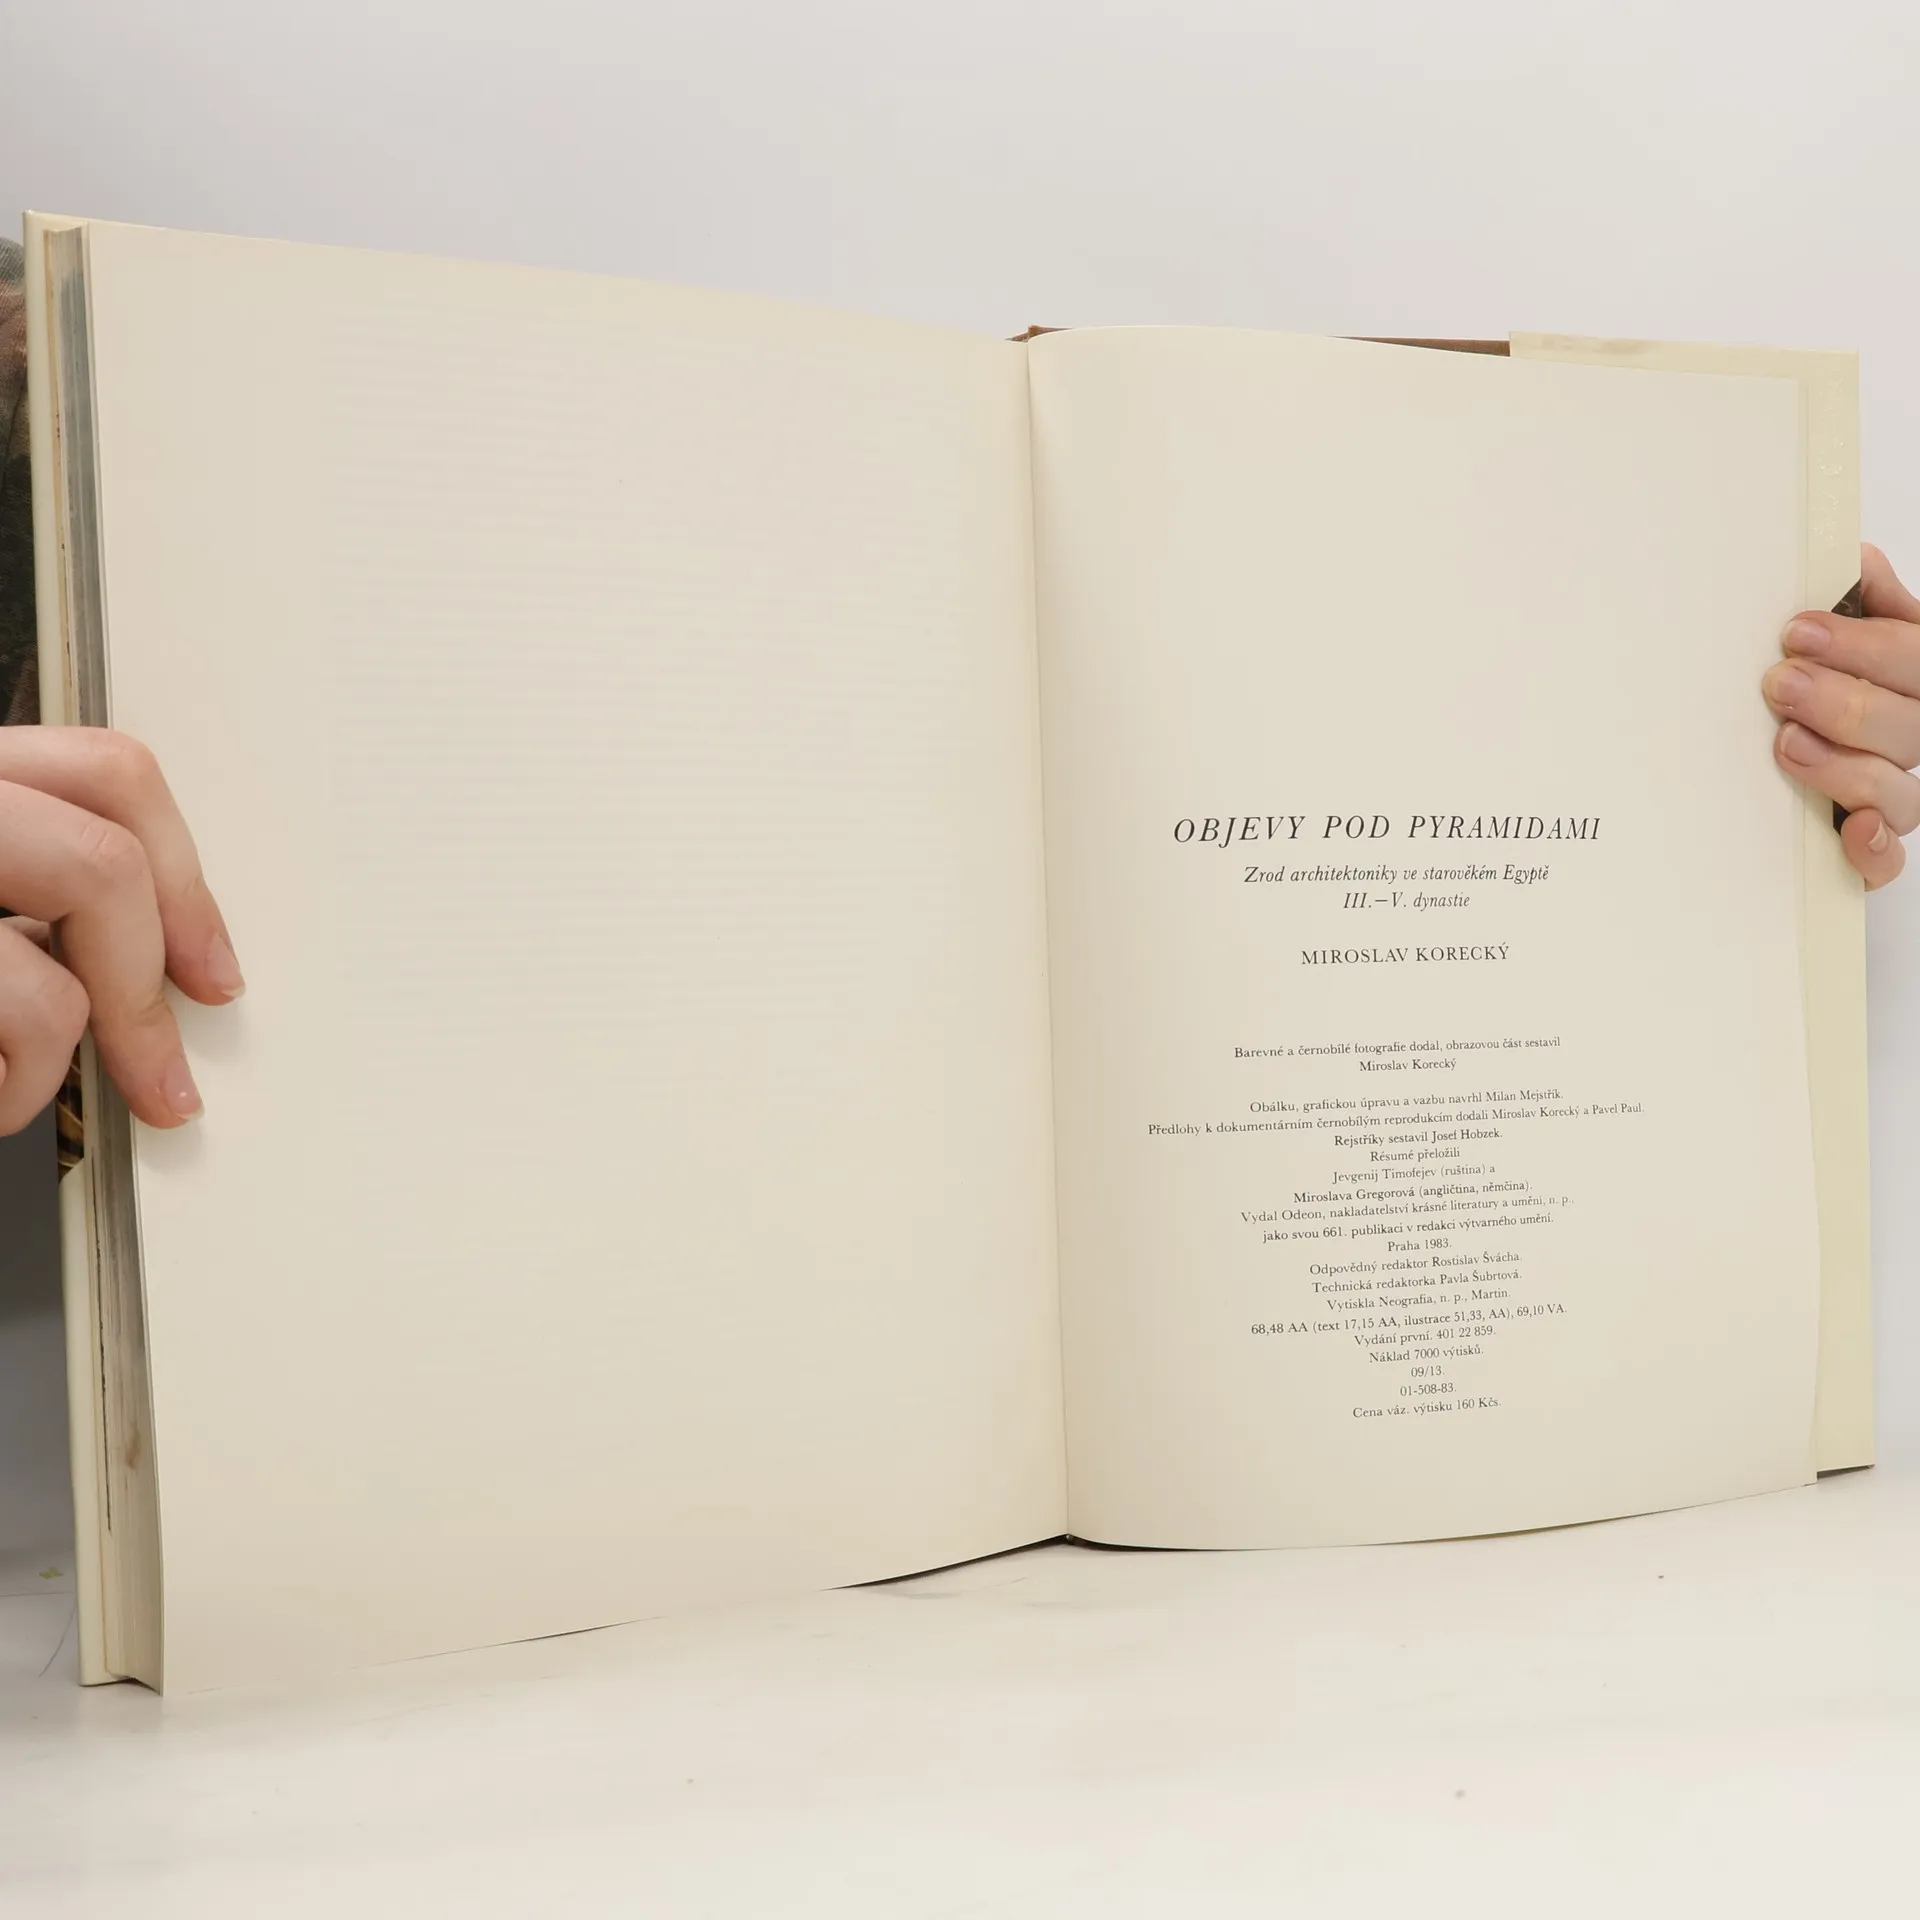 OBJEVY POD PYRAMIDAMI
Zrod architektoniky ve starověkém Egyptě
III.—V. dynastie
MIROSLAV KORECKÝ
Barevné a černobílé fotografie dodal, obrazovou část sestavil
Miroslav Korecký
Obálku, grafickou úpravu a vazbu navrhl Milan Mejstřík.
Předlohy k dokumentárním černobílým reprodukcím dodali Miroslav Korecký a Pavel Paul.
Rejstříky sestavil Josef Hobzek.
Résumé přeložili
Jevgenij Timofejev (ruština) a
Miroslava Gregorová (angličtina, němčina).
Vydal Odeon, nakladatelství krásné literatury a umění, n. p.,
jako svou 661. publikaci v redakci výtvarného umění.
Praha 1983.
Odpovědný redaktor Rostislav Švácha.
Technická redaktorka Pavla Šubrtová.
Vytiskla Neografia, n. p., Martin.
68,48 AA (text 17,15 AA, ilustrace 51,33, AA), 69,10 VA.
Vydání první. 401 22 859.
Náklad 7000 výtisků.
09/13.
01-508-83.
Cena váz. výtisku 160 Kčs.